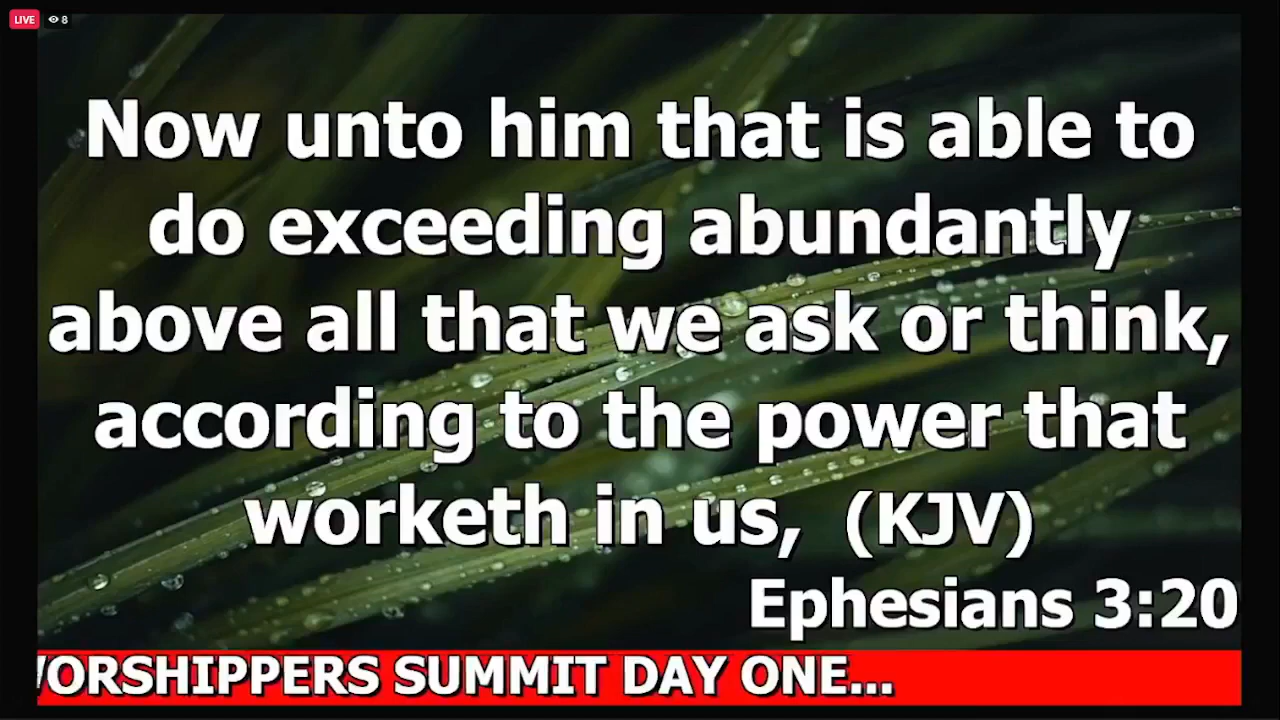 LIVE 8
Now unto him that is able to
do exceeding abundantly
above all that we ask or think,
according to the power that
worketh in us, (KJV)
Ephesians 3:20
SUMMIT DAY ONE...